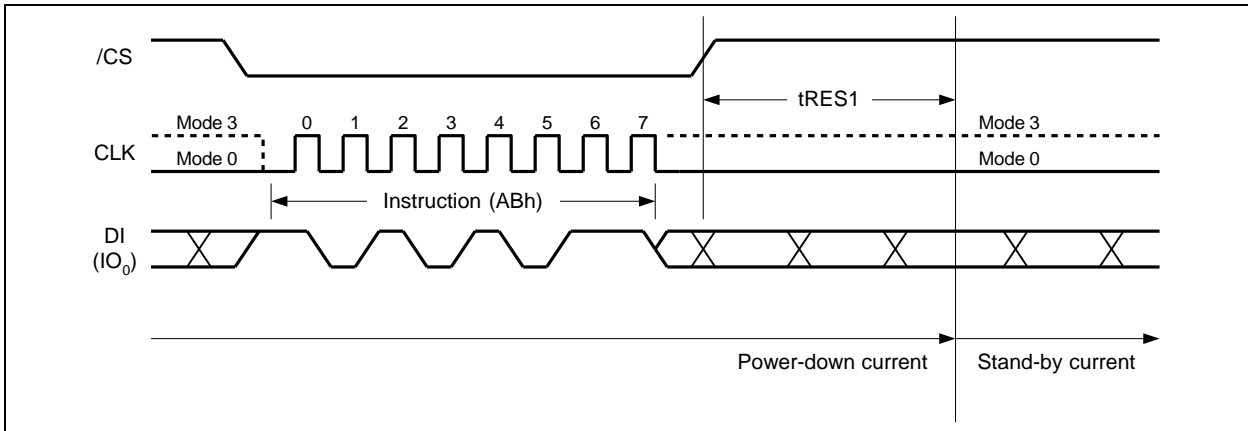 /CS
tRES1
Mode 3 0 1 2 3 4 5 6 7 Mode 3
CLK
Mode 0 Mode 0
Instruction (ABh)
DI
(IO0)
Power-down current Stand-by current